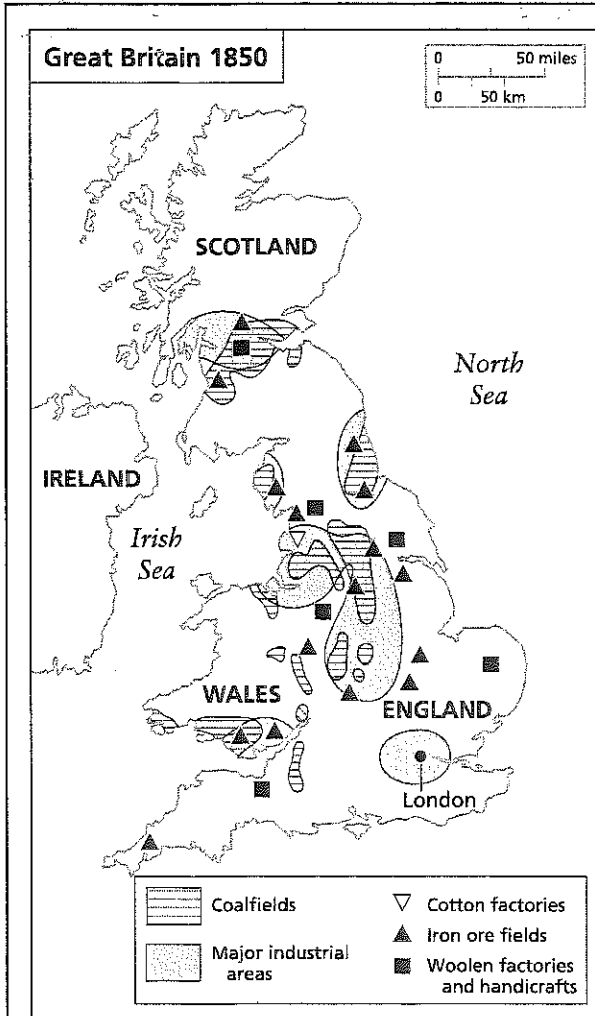 Great Britain 1850
0 50 miles
0 50 km
SCOTLAND
North
Sea
IRELAND
Irish
Sea
WALES
ENGLAND
London
Coalfields
Major industrial
areas
Cotton factories
Iron ore fields
Woolen factories
and handicrafts